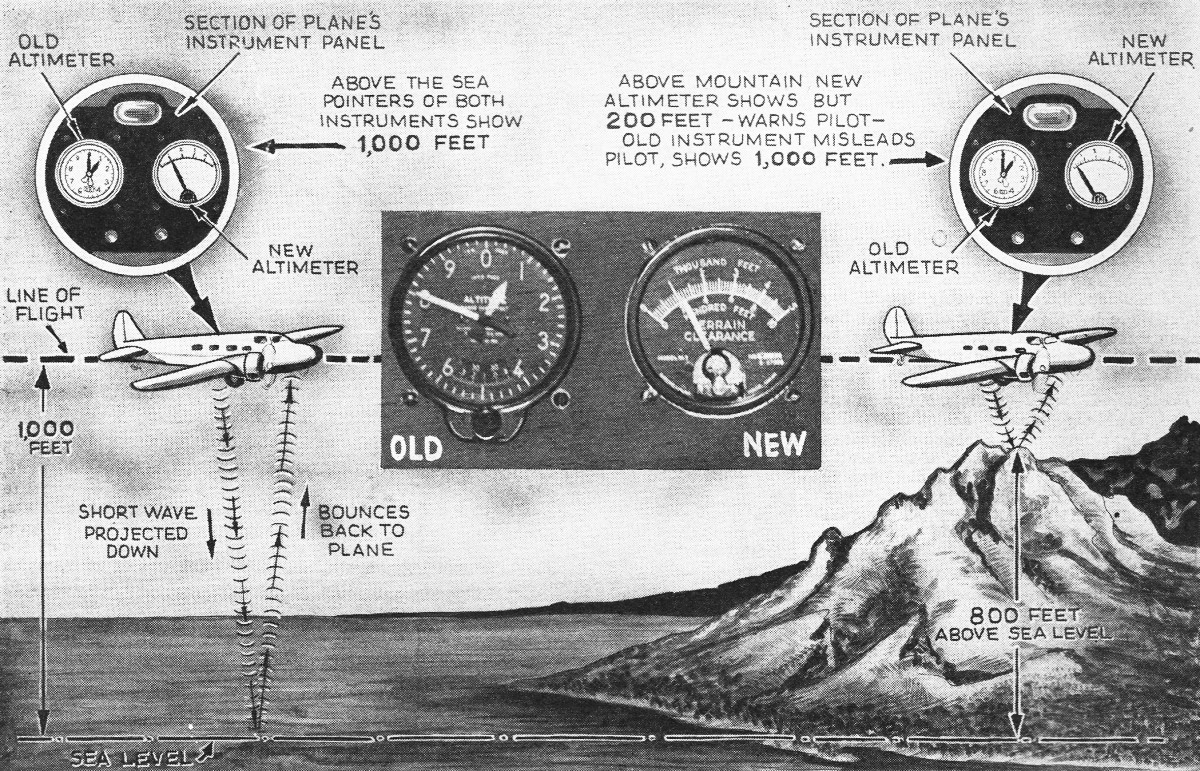 OLD
ALTIMETER
SECTION OF PLANE'S
INSTRUMENT PANEL
ABOVE THE SEA
POINTERS OF BOTH
INSTRUMENTS SHOW
1,000 FEET
NEW
ALTIMETER
LINE OF
FLIGHT
1,000
FEET
SHORT WAVE
PROJECTED
DOWN
BOUNCES
BACK TO
PLANE
SEA LEVEL
SECTION OF PLANE'S
INSTRUMENT PANEL
NEW
ALTIMETER
ABOVE MOUNTAIN NEW
ALTIMETER SHOWS BUT
200 FEET – WARNS PILOT –
OLD INSTRUMENT MISLEADS
PILOT, SHOWS 1,000 FEET.
OLD
ALTIMETER
9 0 1
2
7 3
6 4
OLD
THOUSAND FEET
FEET
TERRAIN
CLEARANCE
NEW
800 FEET
ABOVE SEA LEVEL